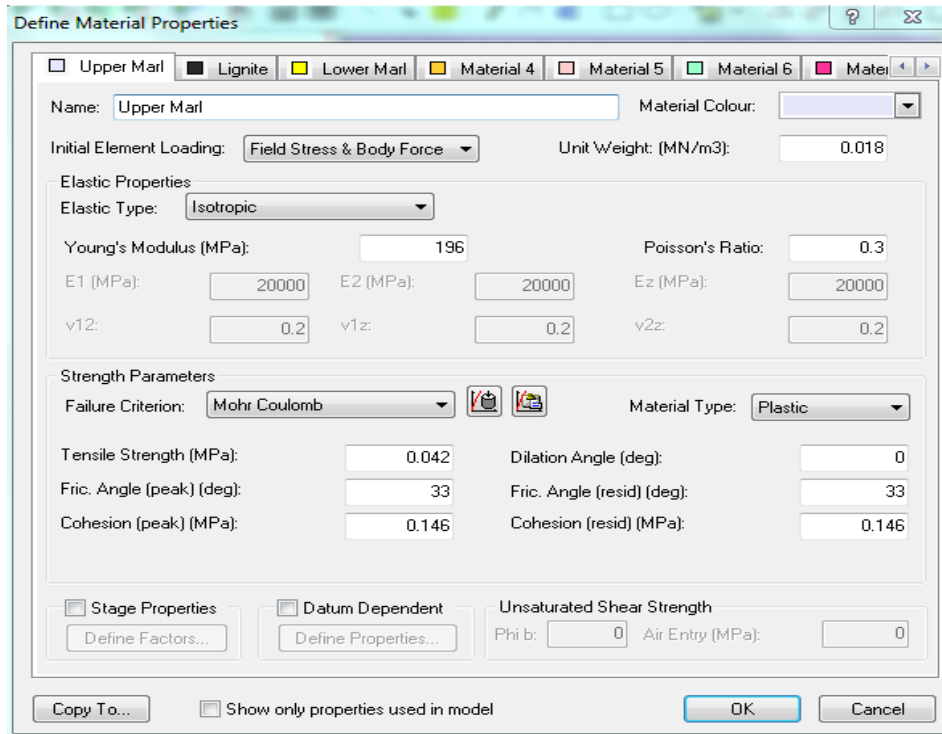 Define Material Properties
Upper Marl Lignite Lower Marl Material 4 Material 5 Material 6 Mater
Name: Upper Marl Material Colour:
Initial Element Loading: Field Stress & Body Force Unit Weight: (MN/m3): 0.018
Elastic Properties
Elastic Type: Isotropic
Young's Modulus (MPa): 196 Poisson's Ratio: 0.3
E1 (MPa): 20000 E2 (MPa): 20000 Ez (MPa): 20000
v12: 0.2 v1z: 0.2 v2z: 0.2
Strength Parameters
Failure Criterion: Mohr Coulomb Material Type: Plastic
Tensile Strength (MPa): 0.042 Dilation Angle (deg): 0
Fric. Angle (peak) (deg): 33 Fric. Angle (resid) (deg): 33
Cohesion (peak) (MPa): 0.146 Cohesion (resid) (MPa): 0.146
Stage Properties Datum Dependent Unsaturated Shear Strength
Define Factors... Define Properties... Phi b: 0 Air Entry (MPa): 0
Copy To... Show only properties used in model OK Cancel